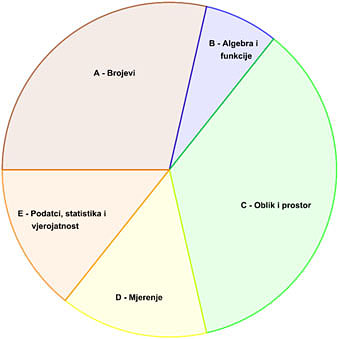 B - Algebra i
funkcije
A - Brojevi
C - Oblik i prostor
E - Podatci, statistika i
vjerojatnost
D - Mjerenje